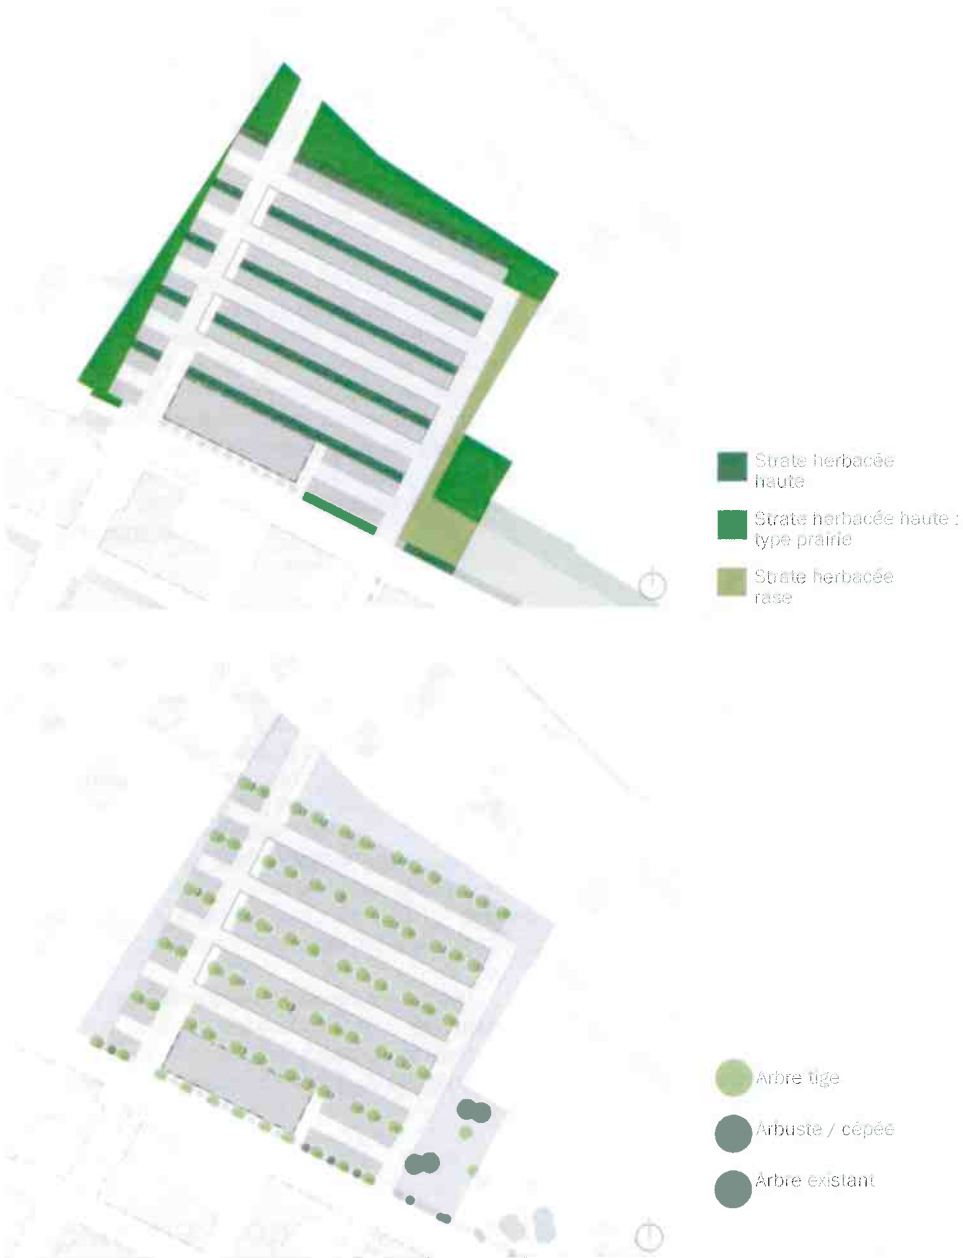 Strate herbacée
haute
Strate herbacée haute :
type prairie
Strate herbacée
rase
Arbre tige
Arbuste / cépée
Arbre existant